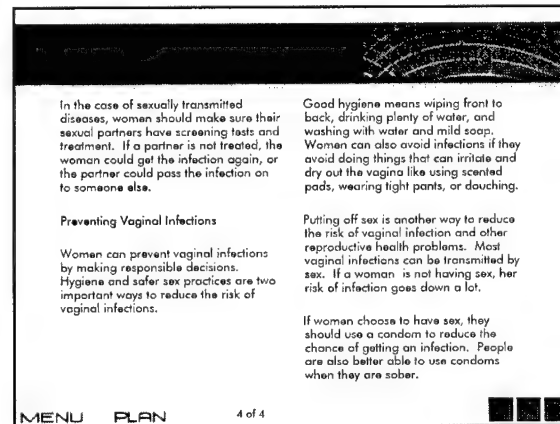 In the case of sexually transmitted
diseases, women should make sure their
sexual partners have screening tests and
treatment. If a partner is not treated, the
woman could get the infection again, or
the partner could pass the infection on
to someone else.
Preventing Vaginal Infections
Women can prevent vaginal infections
by making responsible decisions.
Hygiene and safer sex practices are two
important ways to reduce the risk of
vaginal infections.
Good hygiene means wiping front to
back, drinking plenty of water, and
washing with water and mild soap.
Women can also avoid infections if they
avoid doing things that can irritate and
dry out the vagina like using scented
pads, wearing tight pants, or douching.
Putting off sex is another way to reduce
the risk of vaginal infection and other
reproductive health problems. Most
vaginal infections can be transmitted by
sex. If a woman is not having sex, her
risk of infection goes down a lot.
If women choose to have sex, they
should use a condom to reduce the
chance of getting an infection. People
are also better able to use condoms
when they are sober.
MENU PLAN 4 of 4